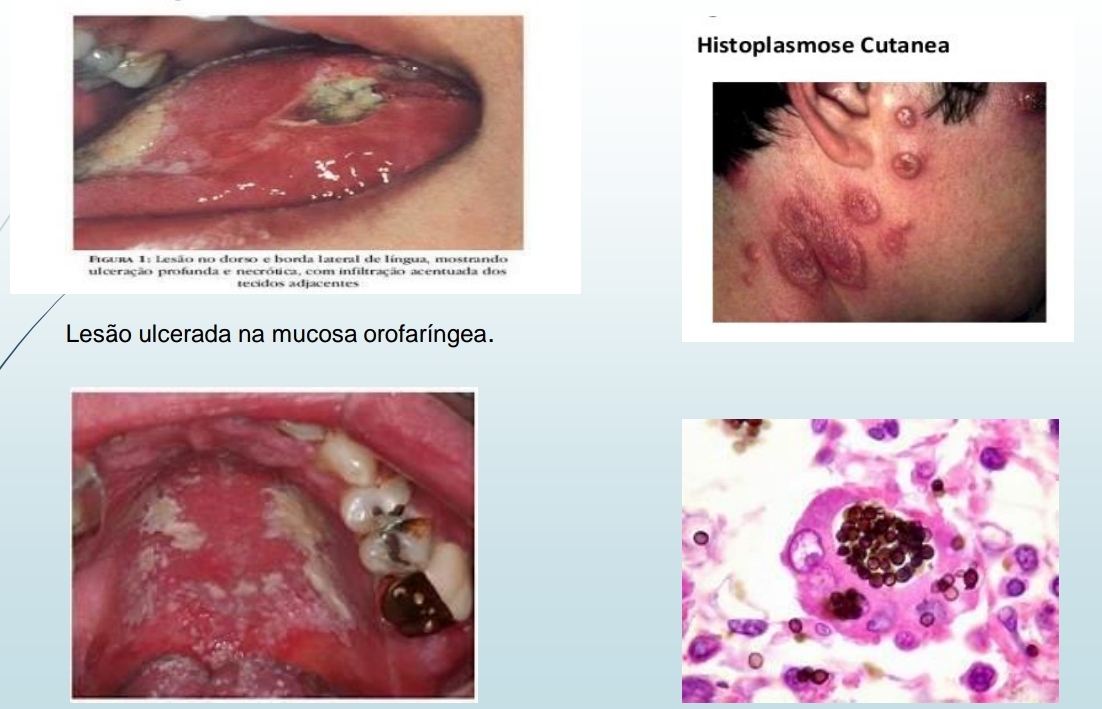 FIGURA 1: Lesão no dorso e borda lateral de língua, mostrando
ulceração profunda e necrótica, com infiltração acentuada dos
tecidos adjacentes
Lesão ulcerada na mucosa orofaríngea.
Histoplasmose Cutanea